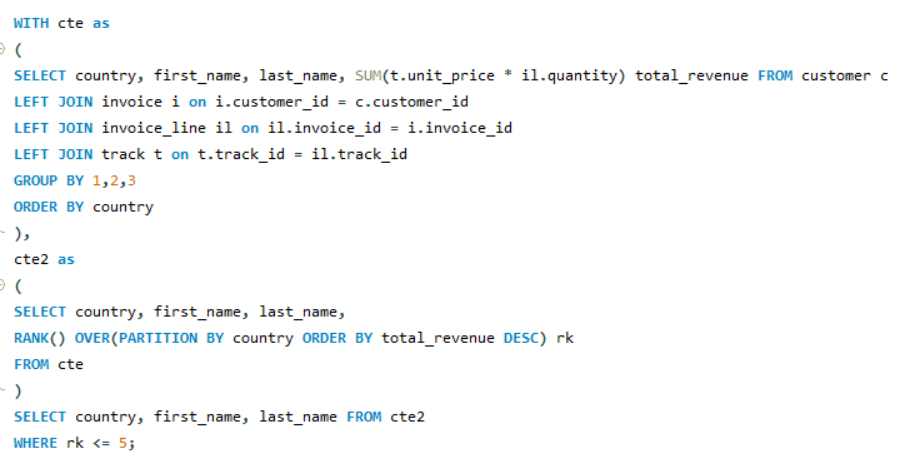 WITH cte as
(
SELECT country, first_name, last_name, SUM(t.unit_price * il.quantity) total_revenue FROM customer c
LEFT JOIN invoice i on i.customer_id = c.customer_id
LEFT JOIN invoice_line il on il.invoice_id = i.invoice_id
LEFT JOIN track t on t.track_id = il.track_id
GROUP BY 1,2,3
ORDER BY country
),
cte2 as
(
SELECT country, first_name, last_name,
RANK() OVER(PARTITION BY country ORDER BY total_revenue DESC) rk
FROM cte
)
SELECT country, first_name, last_name FROM cte2
WHERE rk <= 5;